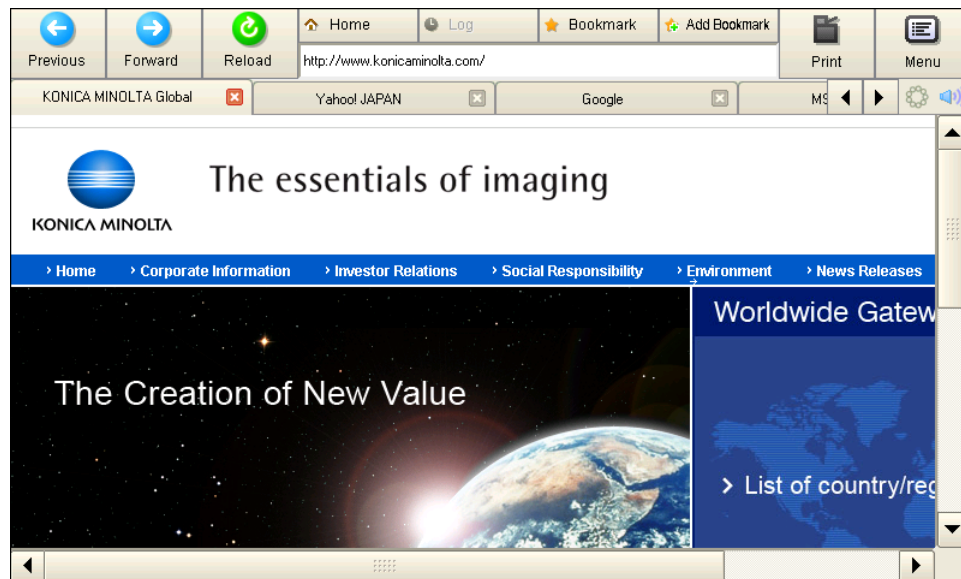 Home Log Bookmark Add Bookmark
Previous Forward Reload http://www.konicaminolta.com/ Print Menu
KONICA MINOLTA Global Yahoo! JAPAN Google MS
The essentials of imaging
KONICA MINOLTA
› Home › Corporate Information › Investor Relations › Social Responsibility › Environment › News Releases
Worldwide Gatew
The Creation of New Value
› List of country/reg